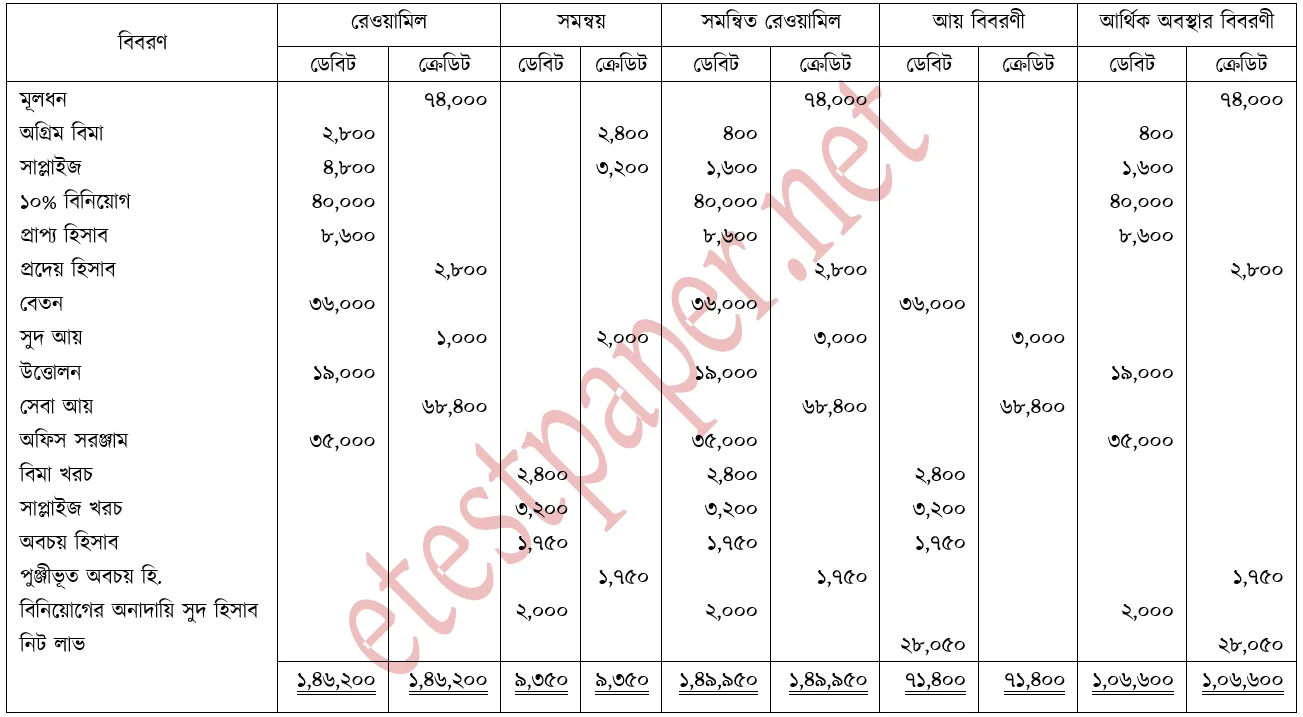 বিবরণ রেওয়ামিল সমন্বয় সমন্বিত রেওয়ামিল আয় বিবরণী আর্থিক অবস্থার বিবরণী
ডেবিট ক্রেডিট ডেবিট ক্রেডিট ডেবিট ক্রেডিট ডেবিট ক্রেডিট ডেবিট ক্রেডিট
মূলধন ৭৪,০০০ ৭৪,০০০ ৭৪,০০০
অগ্রিম বিমা ২,৮০০ ২,৪০০ ৪০০ ৪০০
সাপ্লাইজ ৪,৮০০ ৩,২০০ ১,৬০০ ১,৬০০
১০% বিনিয়োগ ৪০,০০০ ৪০,০০০ ৪০,০০০
প্রাপ্য হিসাব ৮,৬০০ ৮,৬০০ ৮,৬০০
প্রদেয় হিসাব ২,৮০০ ২,৮০০ ২,৮০০
বেতন ৩৬,০০০ ৩৬,০০০ ৩৬,০০০
সুদ আয় ১,০০০ ২,০০০ ৩,০০০ ৩,০০০
উত্তোলন ১৯,০০০ ১৯,০০০ ১৯,০০০
সেবা আয় ৬৮,৪০০ ৬৮,৪০০ ৬৮,৪০০
অফিস সরঞ্জাম ৩৫,০০০ ৩৫,০০০ ৩৫,০০০
বিমা খরচ ২,৪০০ ২,৪০০ ২,৪০০
সাপ্লাইজ খরচ ৩,২০০ ৩,২০০ ৩,২০০
অবচয় হিসাব ১,৭৫০ ১,৭৫০ ১,৭৫০
পুঞ্জীভূত অবচয় হি. ১,৭৫০ ১,৭৫০ ১,৭৫০
বিনিয়োগের অনাদায়ি সুদ হিসাব ২,০০০ ২,০০০ ২,০০০
নিট লাভ ২৮,০৫০ ২৮,০৫০
১,৪৬,২০০ ১,৪৬,২০০ ৯,৩৫০ ৯,৩৫০ ১,৪৯,৯৫০ ১,৪৯,৯৫০ ৭১,৪০০ ৭১,৪০০ ১,০৬,৬০০ ১,০৬,৬০০
etestpaper.net